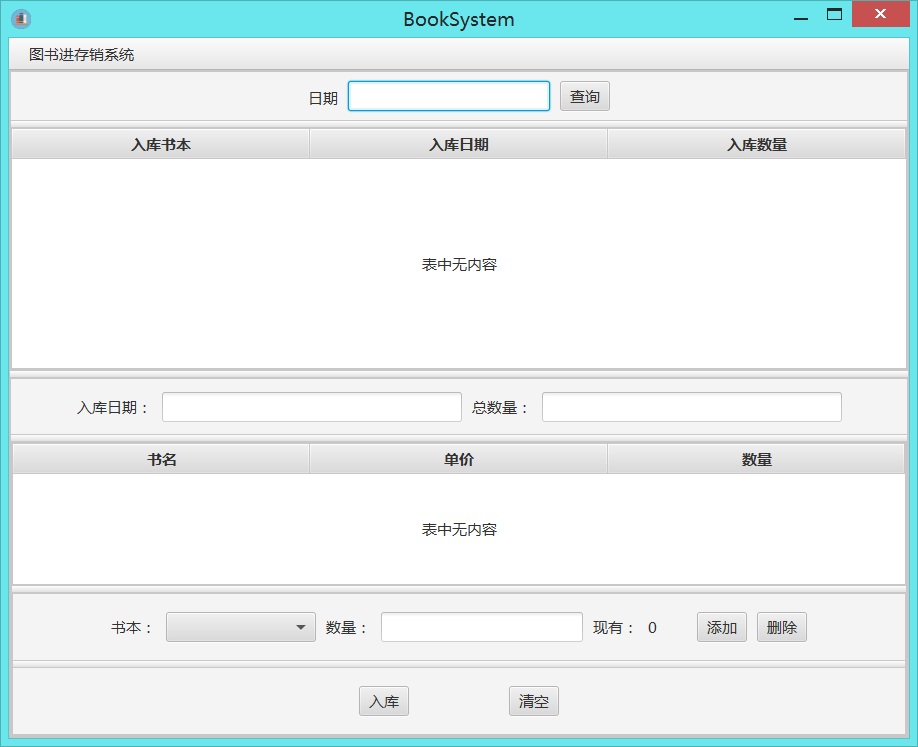 BookSystem
图书进存销系统
日期 查询
入库书本 入库日期 入库数量
表中无内容
入库日期： 总数量：
书名 单价 数量
表中无内容
书本： 数量： 现有： 0 添加 删除
入库 清空